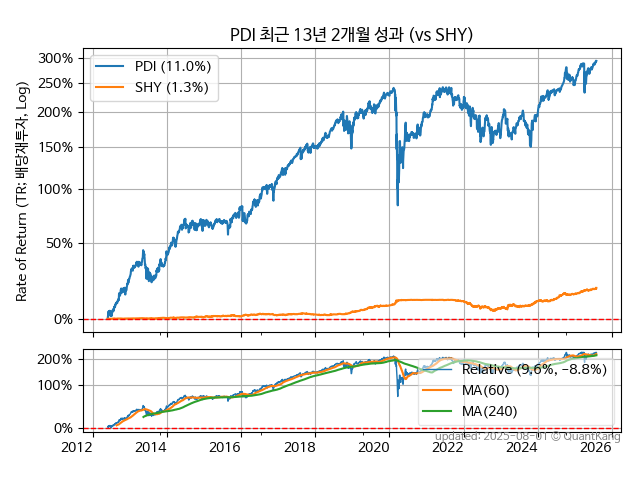 PDI 최근 13년 2개월 성과 (vs SHY)
Rate of Return (TR: 배당재투자, Log)
300%
250%
200%
150%
100%
50%
0%
PDI (11.0%)
SHY (1.3%)
200%
100%
0%
Relative (9.6%, −8.8%)
MA(60)
MA(240)
updated: 2025-08-01 © QuantKang
2012 2014 2016 2018 2020 2022 2024 2026